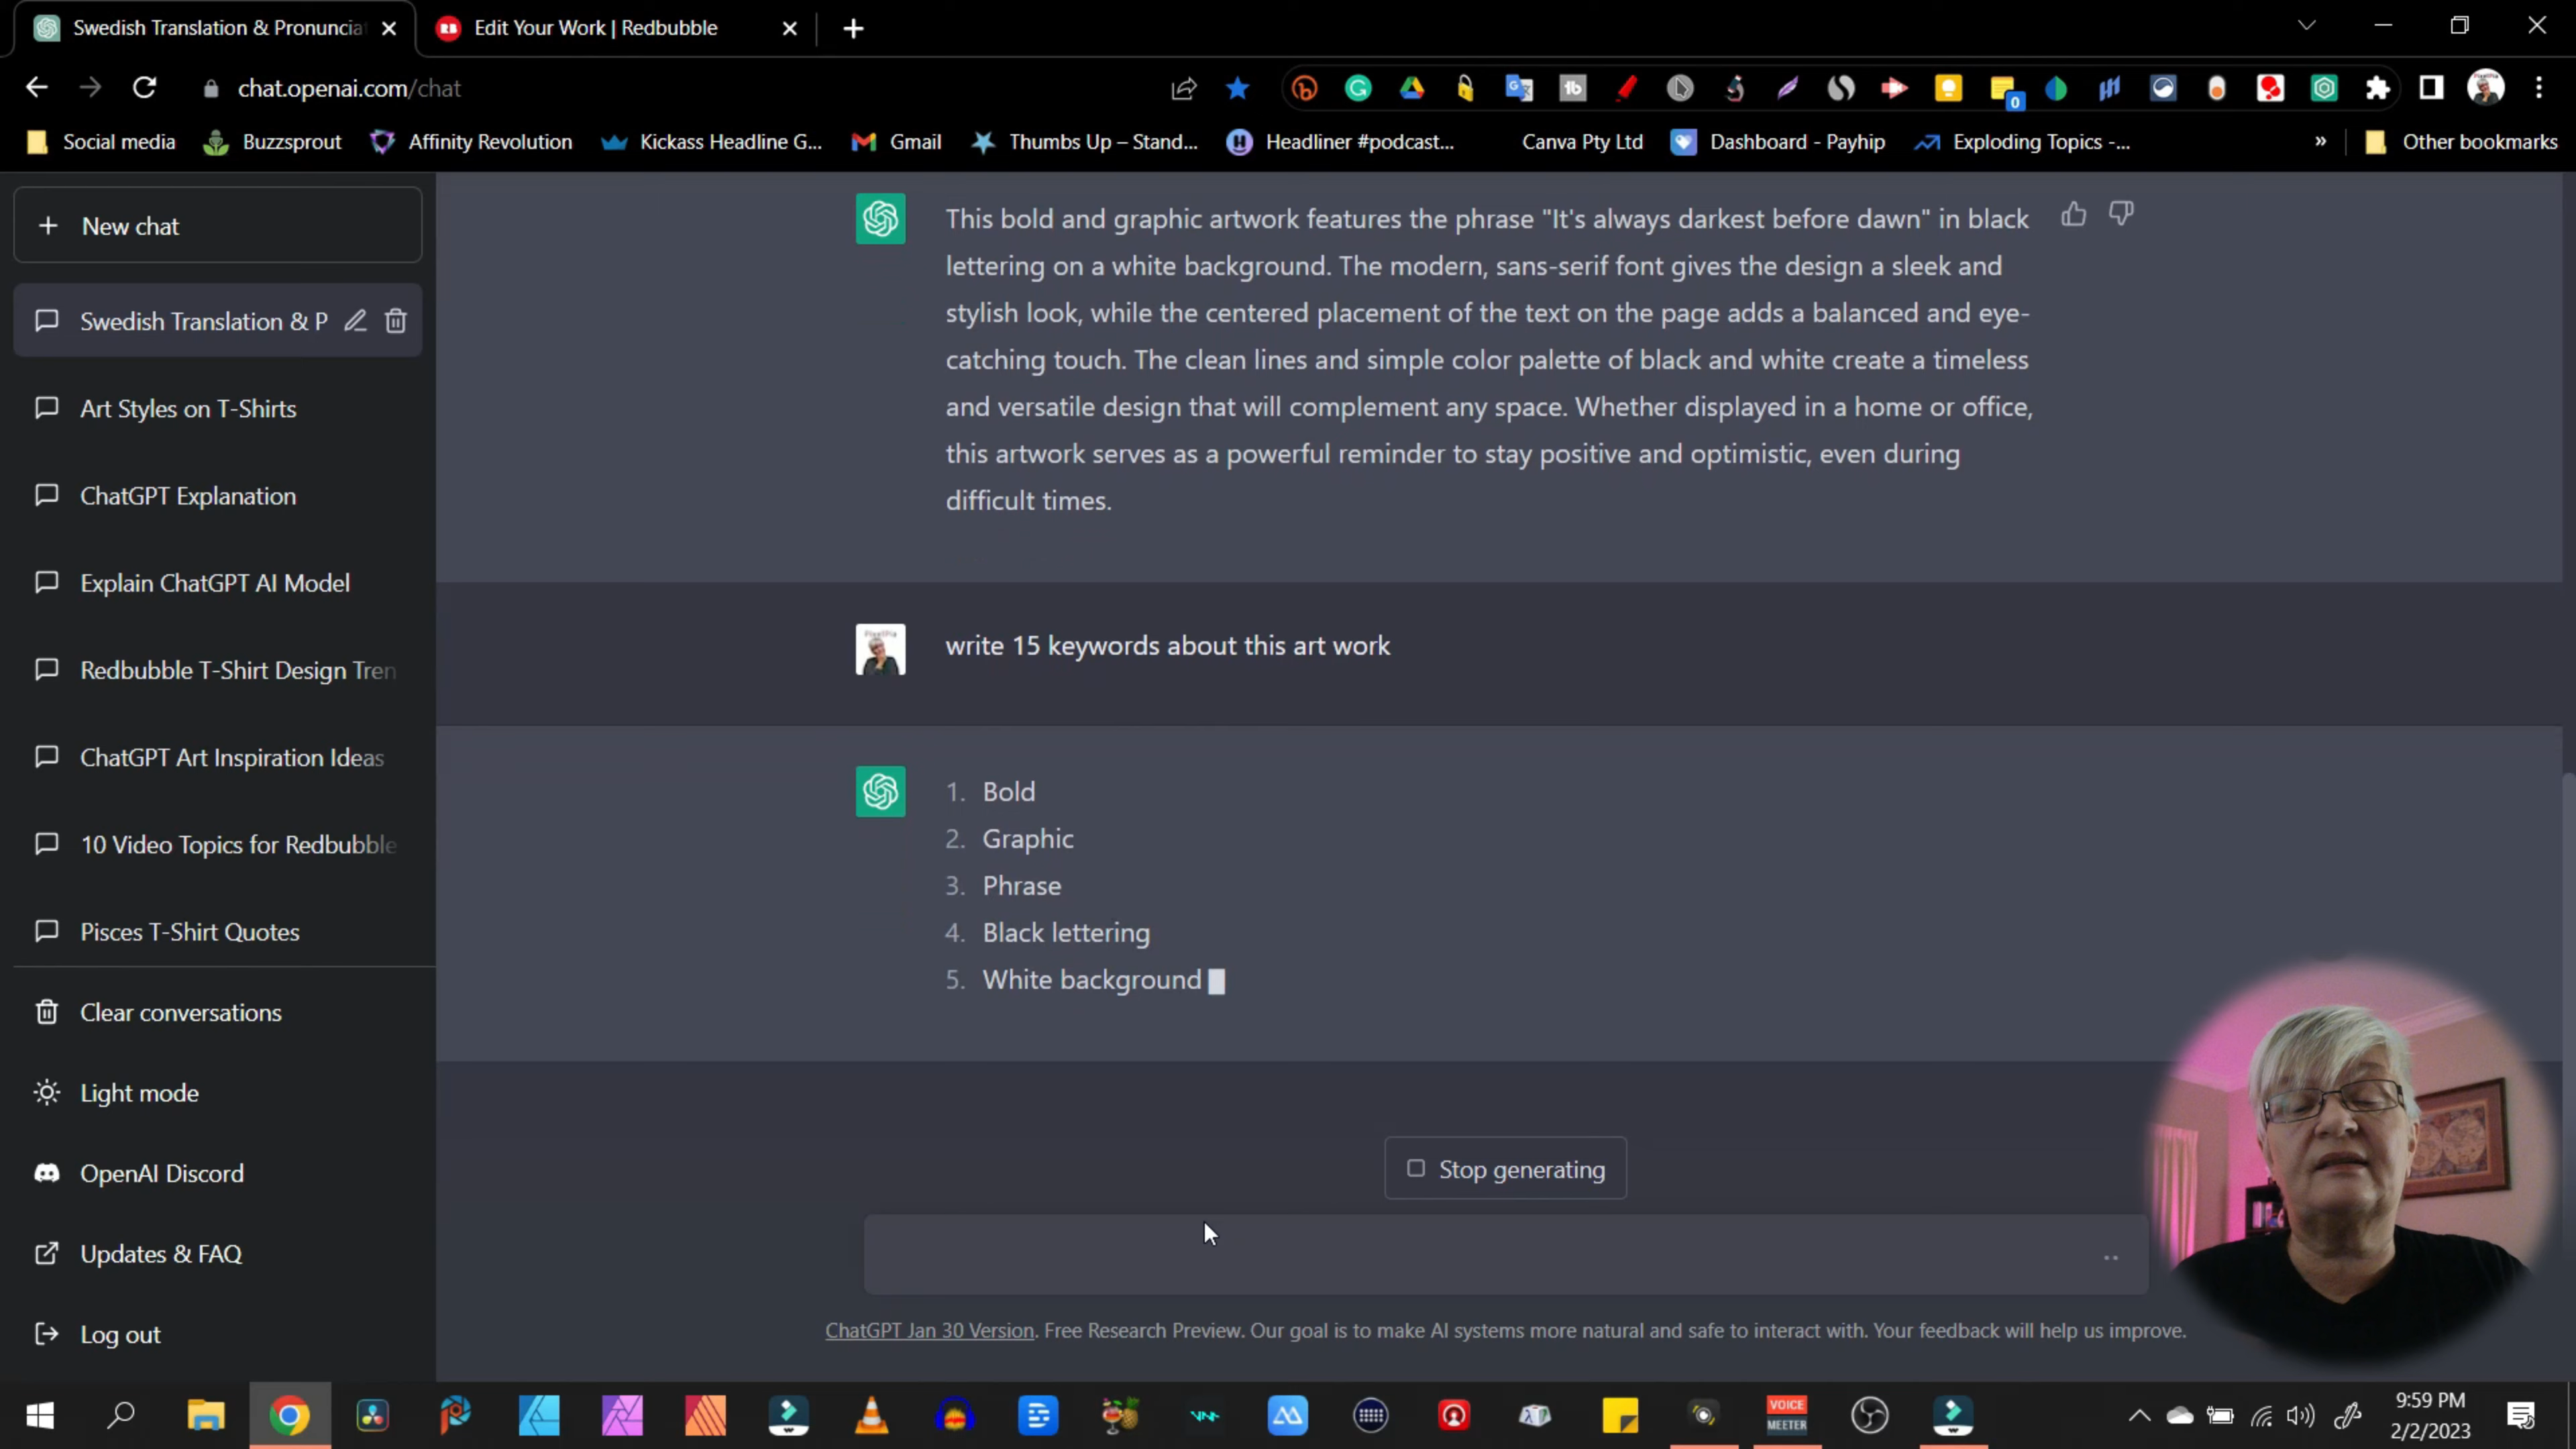 Swedish Translation & Pronuncia
Edit Your Work | Redbubble
chat.openai.com/chat
0
Social media
Buzzsprout
Affinity Revolution
Kickass Headline G...
Gmail
Thumbs Up – Stand...
Headliner #podcast...
Canva Pty Ltd
Dashboard - Payhip
Exploding Topics -...
»
Other bookmarks
+ New chat
Swedish Translation & P
Art Styles on T-Shirts
ChatGPT Explanation
Explain ChatGPT AI Model
Redbubble T-Shirt Design Tren
ChatGPT Art Inspiration Ideas
10 Video Topics for Redbubble
Pisces T-Shirt Quotes
Clear conversations
Light mode
OpenAI Discord
Updates & FAQ
Log out
This bold and graphic artwork features the phrase "It's always darkest before dawn" in black
lettering on a white background. The modern, sans-serif font gives the design a sleek and
stylish look, while the centered placement of the text on the page adds a balanced and eye-
catching touch. The clean lines and simple color palette of black and white create a timeless
and versatile design that will complement any space. Whether displayed in a home or office,
this artwork serves as a powerful reminder to stay positive and optimistic, even during
difficult times.
write 15 keywords about this art work
1. Bold
2. Graphic
3. Phrase
4. Black lettering
5. White background
Stop generating
ChatGPT Jan 30 Version. Free Research Preview. Our goal is to make AI systems more natural and safe to interact with. Your feedback will help us improve.
VOICE
MEETER
9:59 PM
2/2/2023